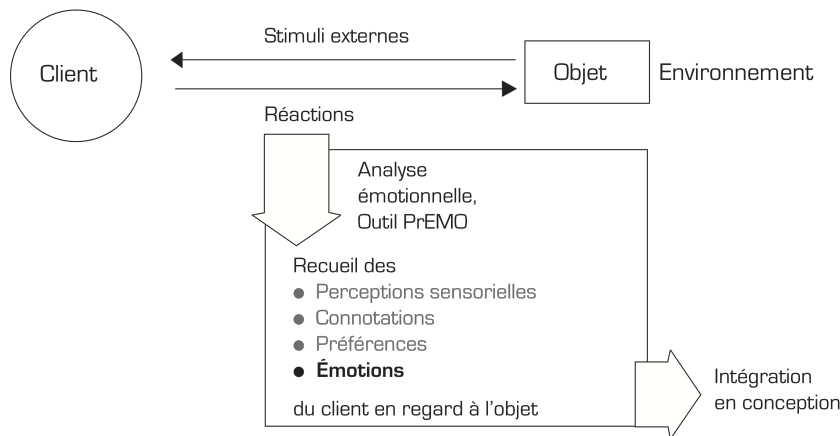 Stimuli externes
Client
Objet
Environnement
Réactions
Analyse
émotionnelle,
Outil PrEMO
Recueil des
● Perceptions sensorielles
● Connotations
● Préférences
● Émotions
du client en regard à l'objet
Intégration
en conception